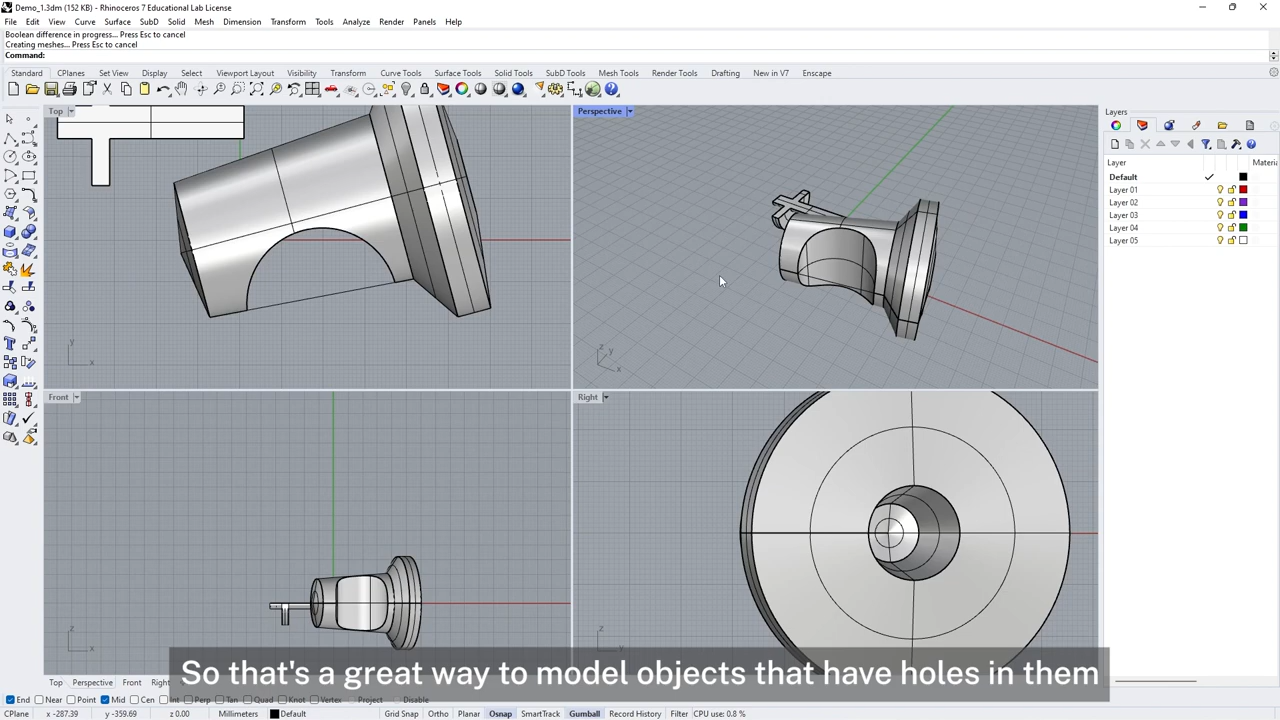 Demo_1.3dm (152 KB) - Rhinoceros 7 Educational Lab License
File Edit View Curve Surface SubD Solid Mesh Dimension Transform Tools Analyze Render Panels Help
Boolean difference in progress... Press Esc to cancel
Creating meshes... Press Esc to cancel
Command:
Standard CPlanes Set View Display Select Viewport Layout Visibility Transform Curve Tools Surface Tools Solid Tools SubD Tools Mesh Tools Render Tools Drafting New in V7 Enscape
Top
Perspective
Layers
Layer Materi
Default
Layer 01
Layer 02
Layer 03
Layer 04
Layer 05
y
x
z
y
x
Front
Right
z
x
z
So that's a great way to model objects that have holes in them
Top Perspective Front Right
End Near Point Mid Cen Int Perp Tan Quad Knot Vertex Project Disable
CPlane x -287.39 y -359.69 z 0.00 Millimeters Default Grid Snap Ortho Planar Osnap SmartTrack Gumball Record History Filter CPU use: 0.8 %